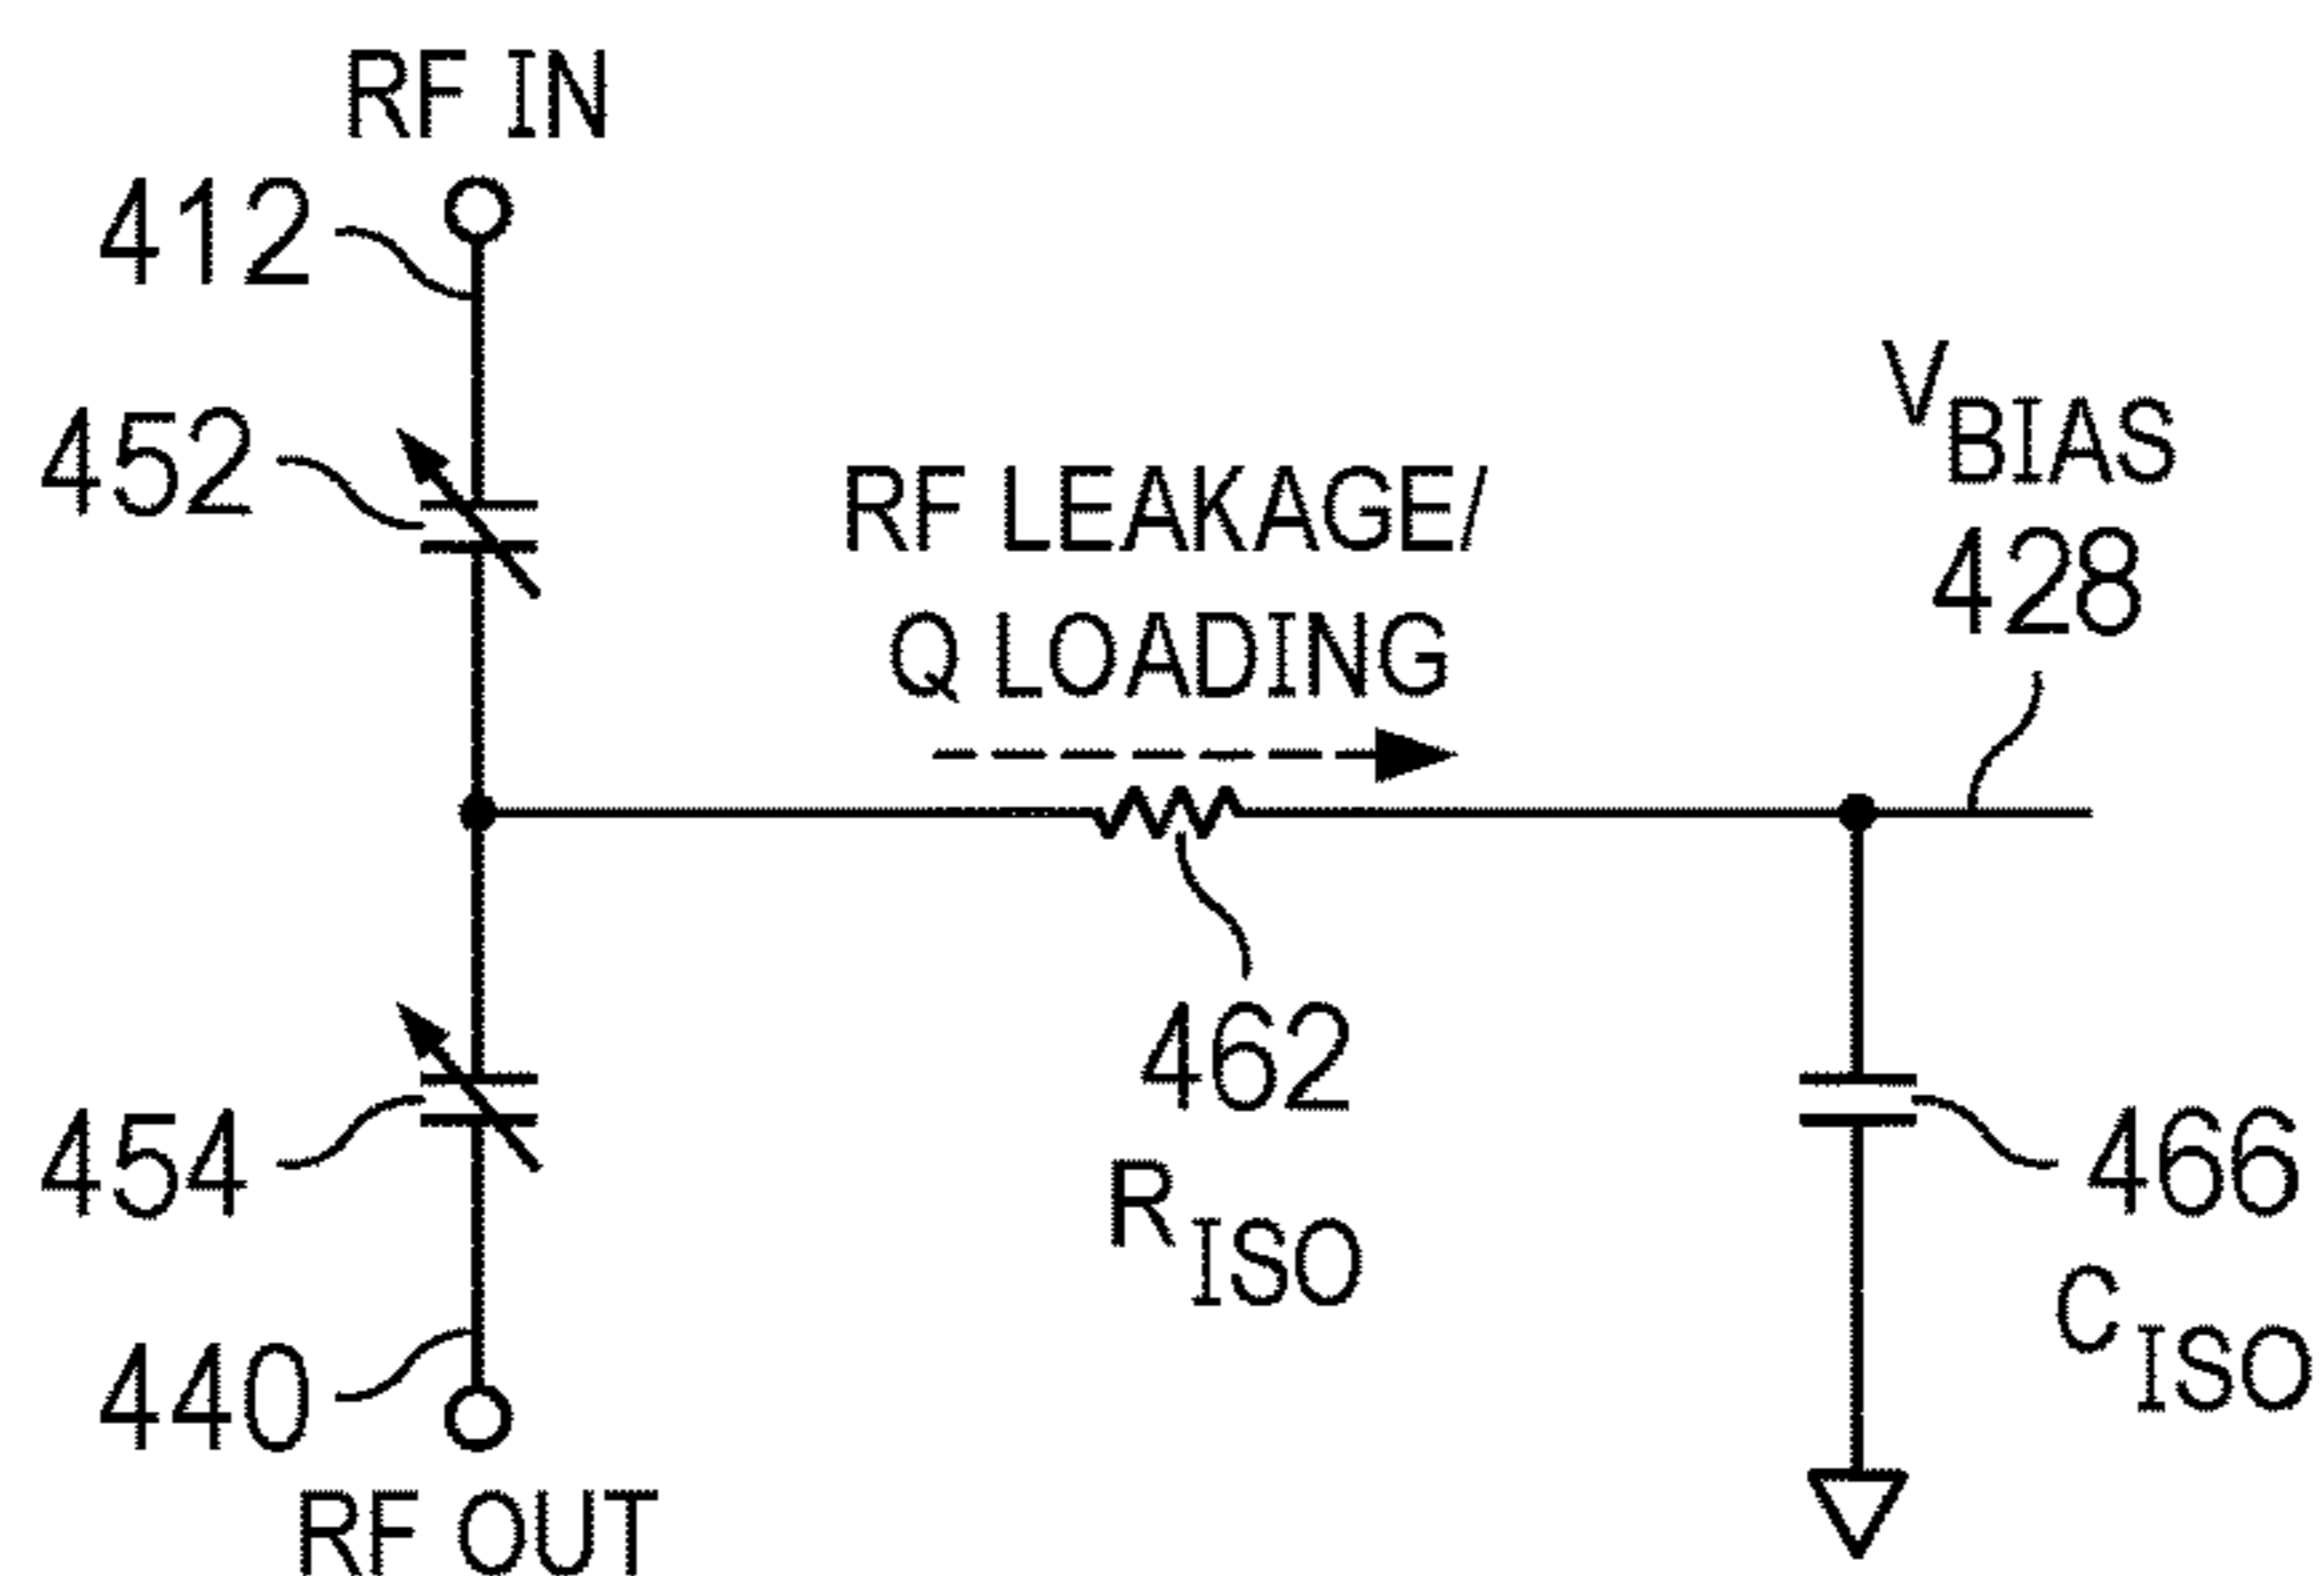 RF IN
412
452
RF LEAKAGE/
Q LOADING
VBIAS
428
454
462
RISO
466
CISO
440
RF OUT